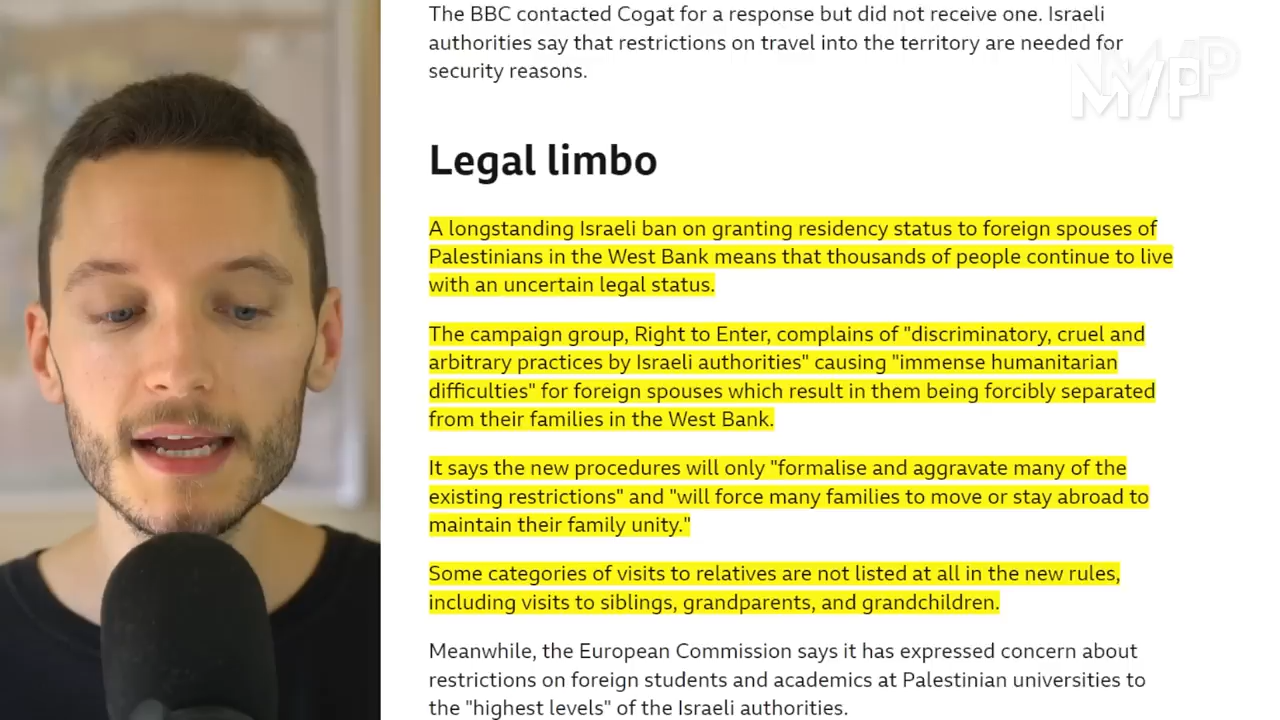 The BBC contacted Cogat for a response but did not receive one. Israeli
authorities say that restrictions on travel into the territory are needed for
security reasons.
MVP
Legal limbo
A longstanding Israeli ban on granting residency status to foreign spouses of
Palestinians in the West Bank means that thousands of people continue to live
with an uncertain legal status.
The campaign group, Right to Enter, complains of "discriminatory, cruel and
arbitrary practices by Israeli authorities" causing "immense humanitarian
difficulties" for foreign spouses which result in them being forcibly separated
from their families in the West Bank.
It says the new procedures will only "formalise and aggravate many of the
existing restrictions" and "will force many families to move or stay abroad to
maintain their family unity."
Some categories of visits to relatives are not listed at all in the new rules,
including visits to siblings, grandparents, and grandchildren.
Meanwhile, the European Commission says it has expressed concern about
restrictions on foreign students and academics at Palestinian universities to
the "highest levels" of the Israeli authorities.